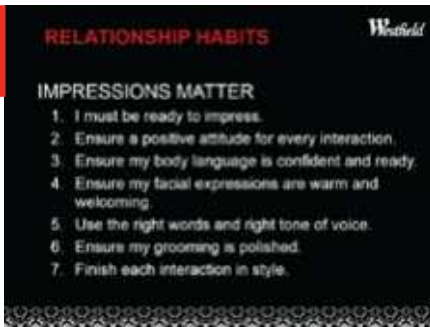 RELATIONSHIP HABITS
Westfield
IMPRESSIONS MATTER
1. I must be ready to impress.
2. Ensure a positive attitude for every interaction.
3. Ensure my body language is confident and ready.
4. Ensure my facial expressions are warm and
welcoming.
5. Use the right words and right tone of voice.
6. Ensure my grooming is polished.
7. Finish each interaction in style.